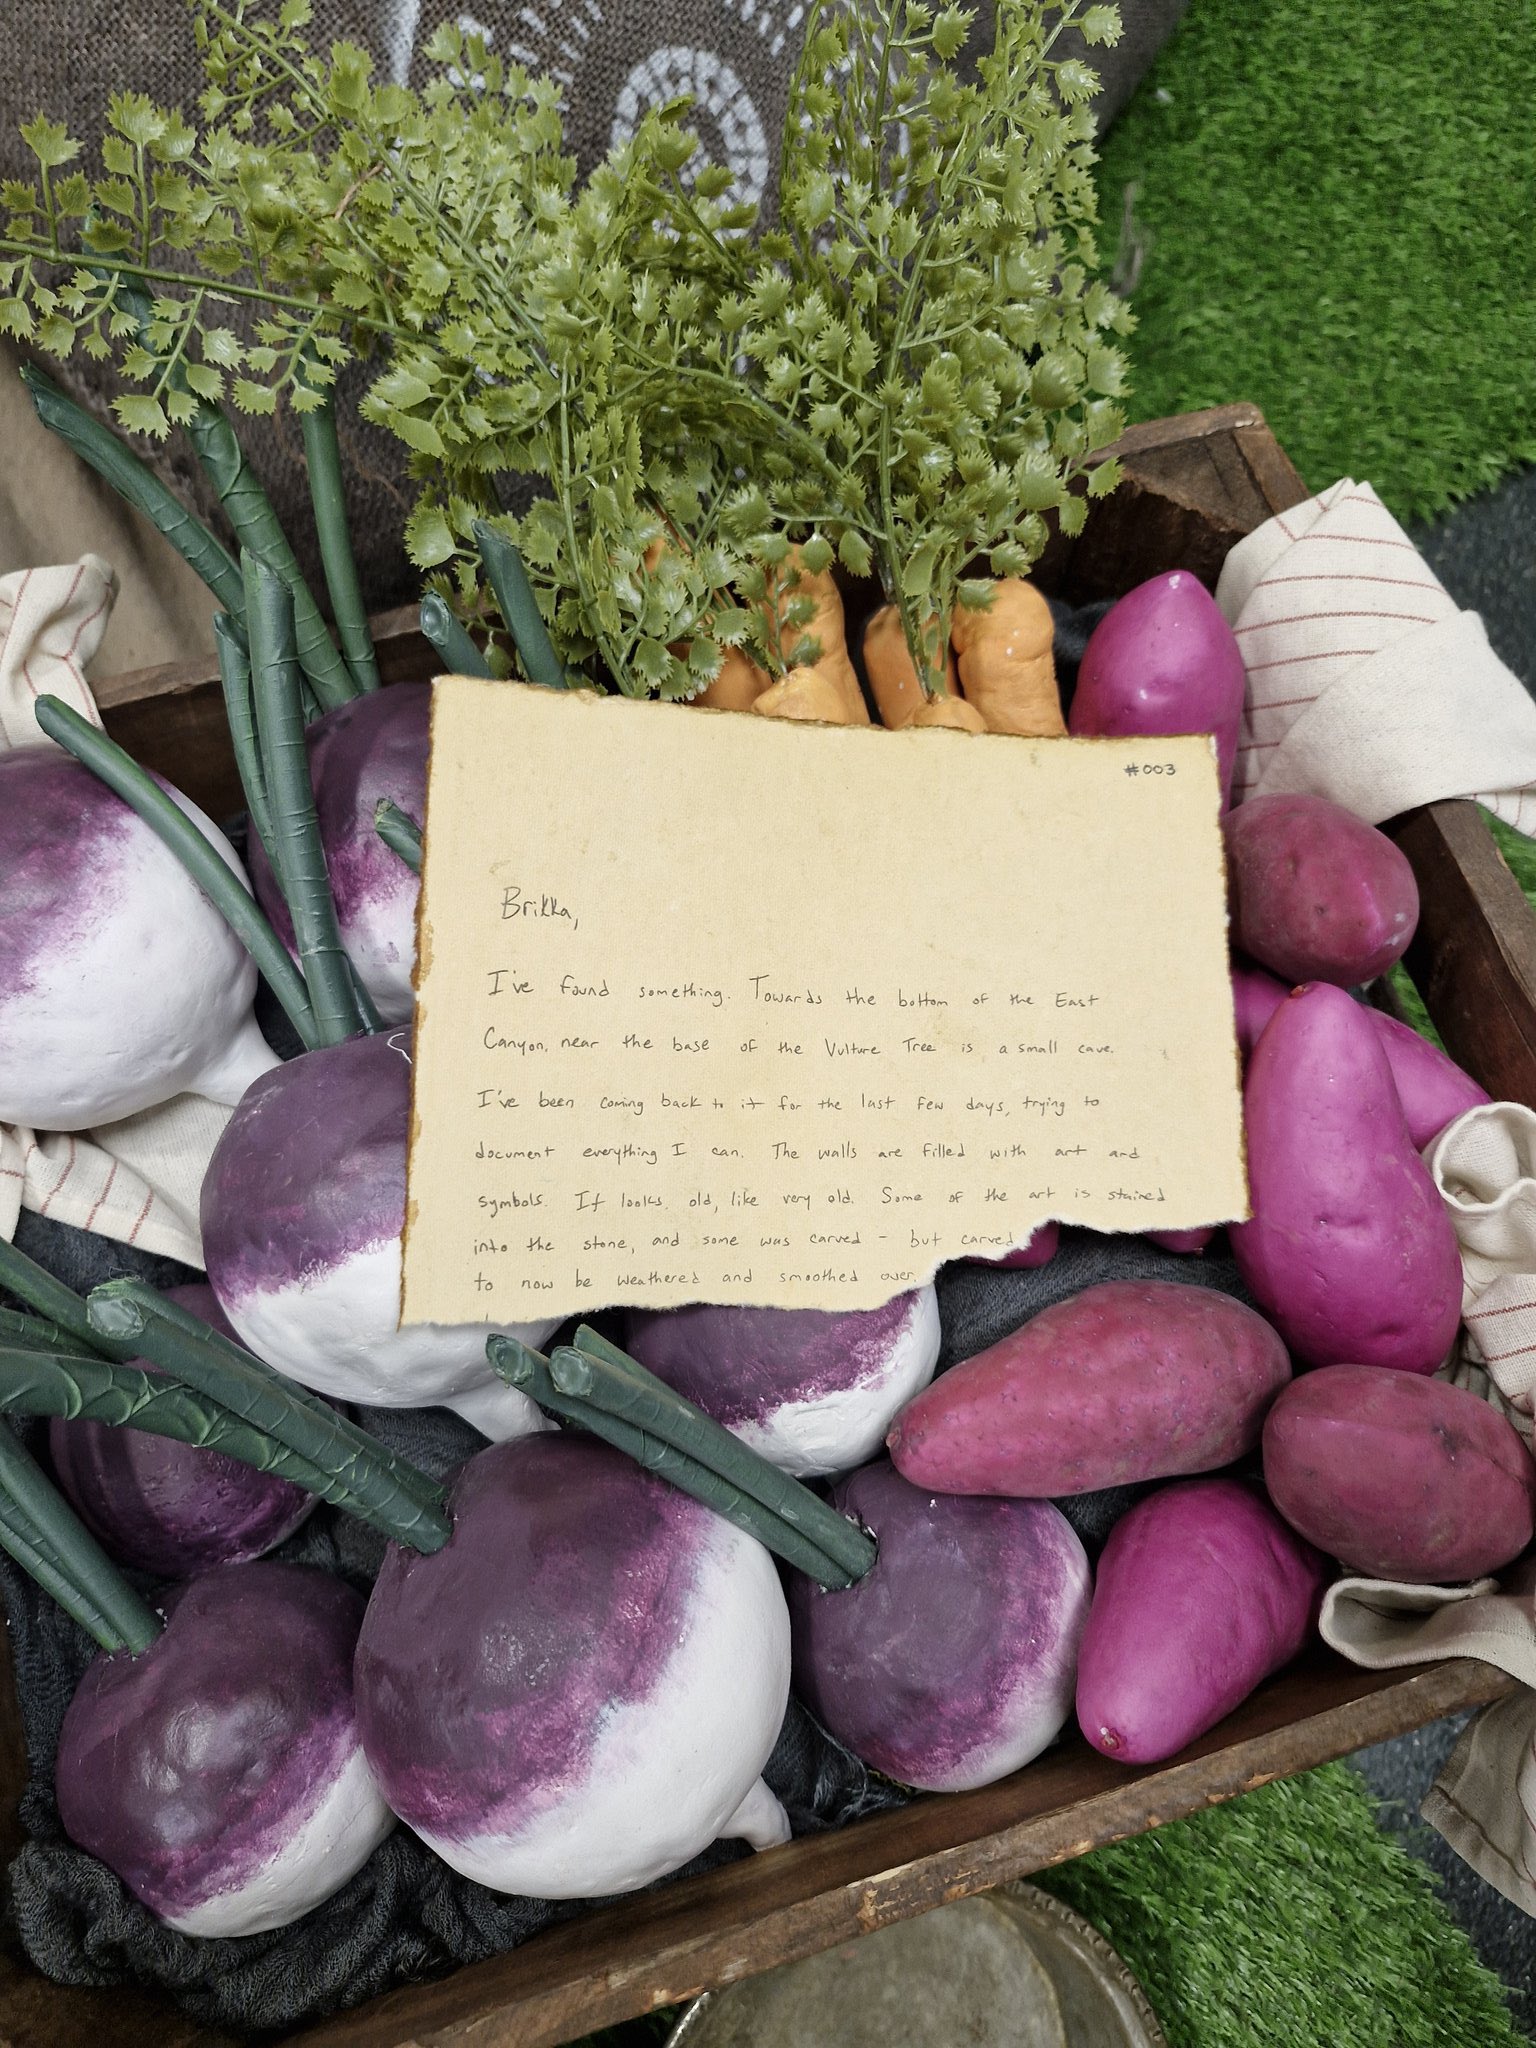 #003
Brikka,
I've found something. Towards the bottom of the East
Canyon, near the base of the Vulture Tree is a small cave.
I've been coming back to it for the last few days, trying to
document everything I can. The walls are filled with art and
symbols. It looks, old, like very old. Some of the art is stained
into the stone, and some was carved - but carved
to now be weathered and smoothed over.